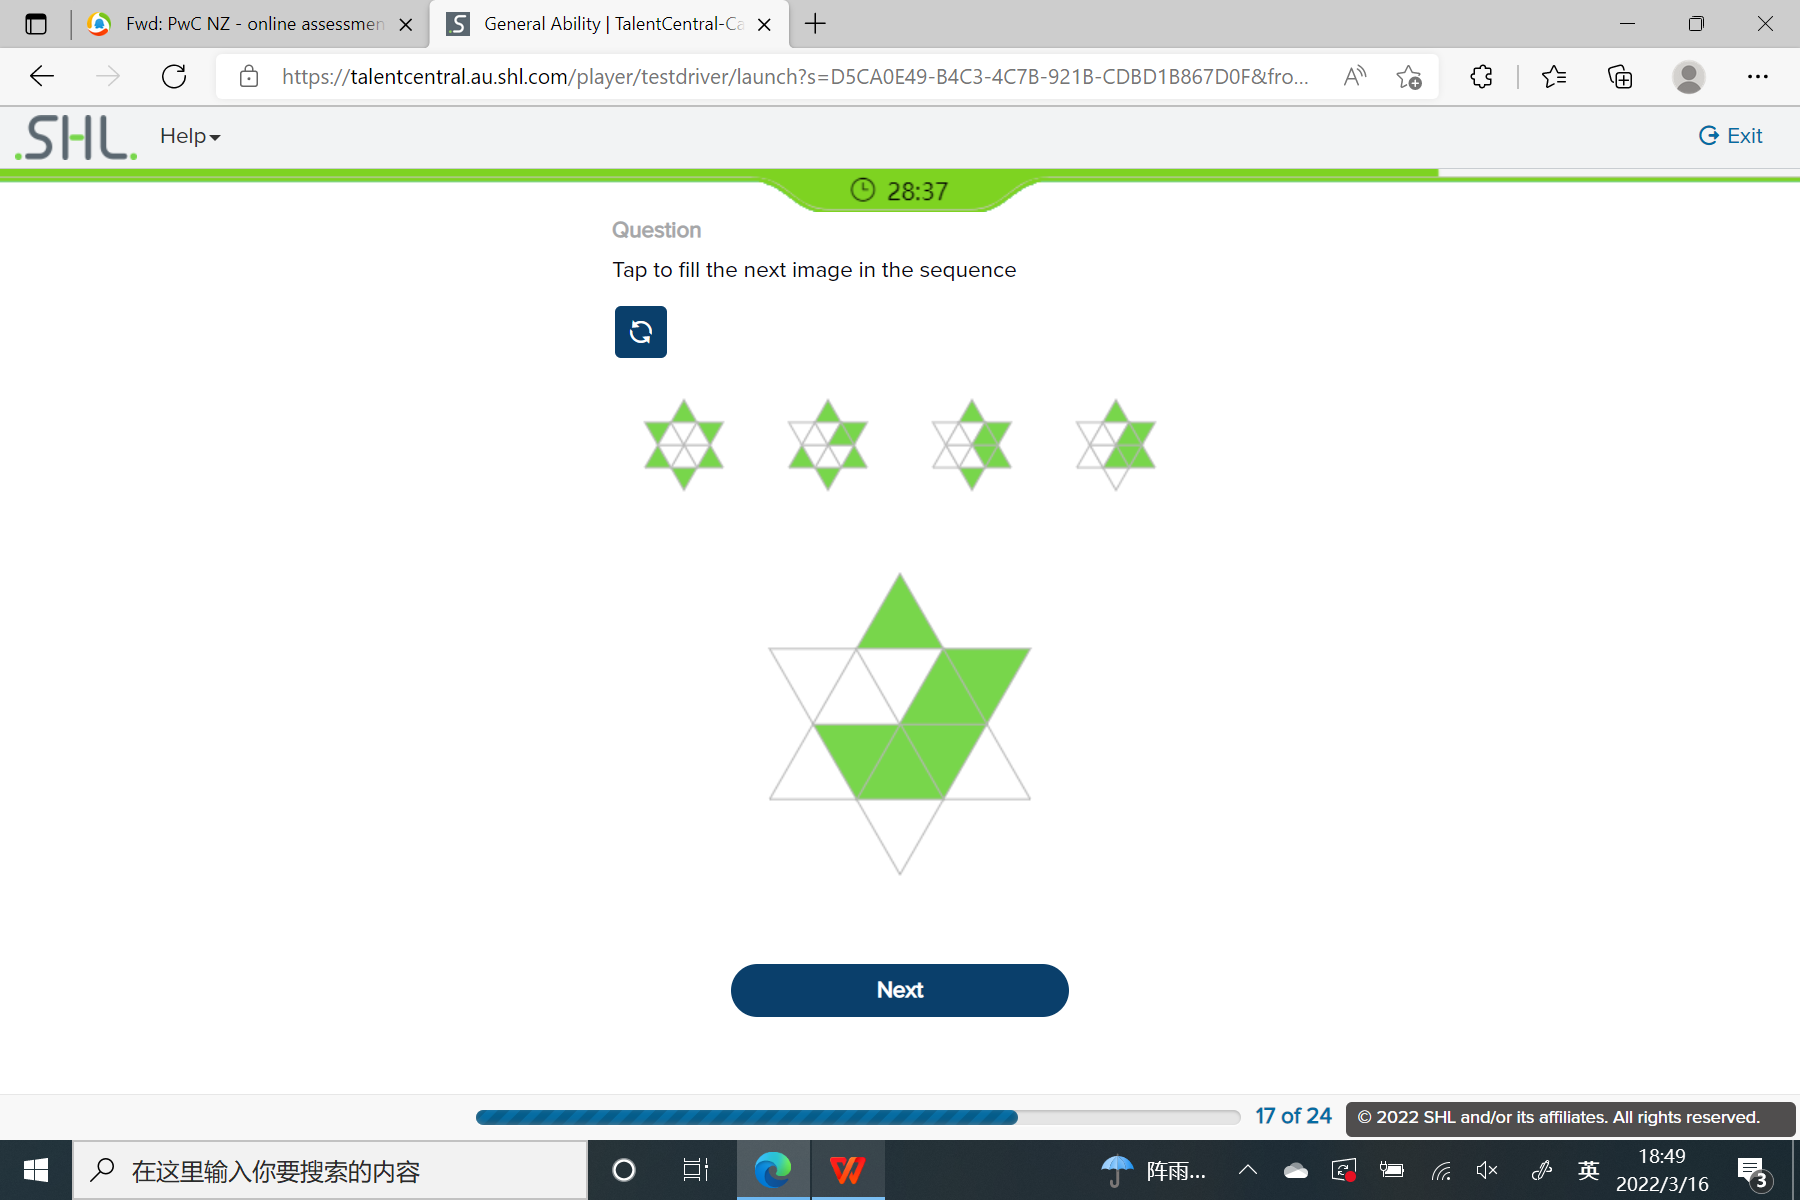 Fwd: PwC NZ - online assessmen
General Ability | TalentCentral-Ca
https://talentcentral.au.shl.com/player/testdriver/launch?s=D5CA0E49-B4C3-4C7B-921B-CDBD1B867D0F&fro...
.SHL.
Help
Exit
28:37
Question
Tap to fill the next image in the sequence
Next
17 of 24
© 2022 SHL and/or its affiliates. All rights reserved.
在这里输入你要搜索的内容
阵雨...
英
18:49
2022/3/16
3